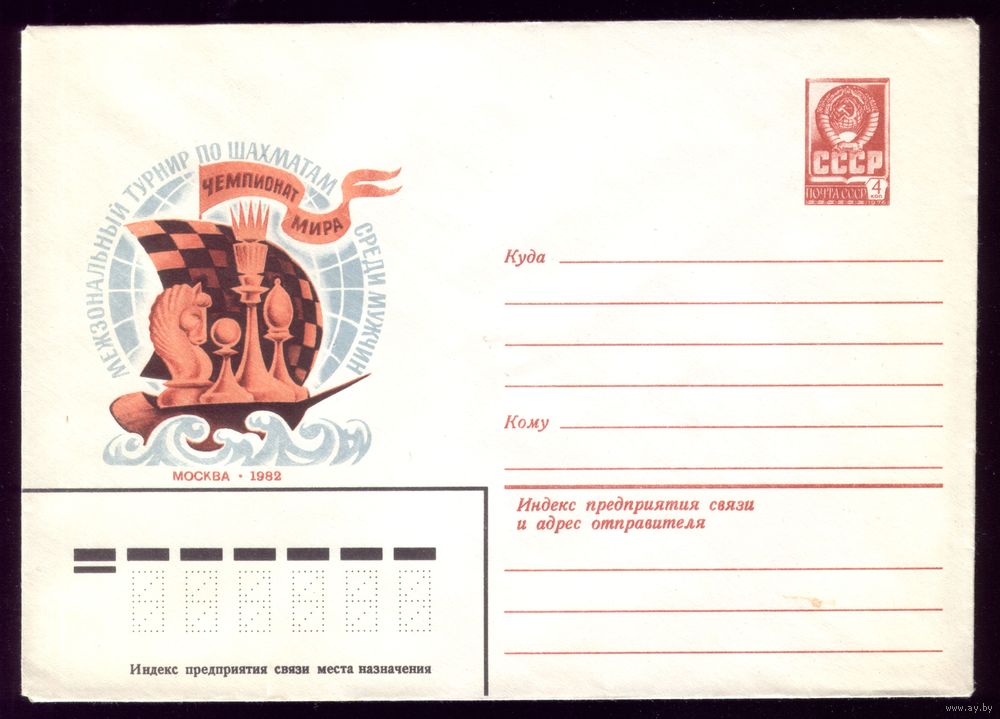 МЕЖЗОНАЛЬНЫЙ ТУРНИР ПО ШАХМАТАМ СРЕДИ МУЖЧИН
ЧЕМПИОНАТ
МИРА
МОСКВА • 1982
СССР
ПОЧТА СССР
4
КОП
Куда
Кому
Индекс предприятия связи
и адрес отправителя
Индекс предприятия связи места назначения
www.ay.by